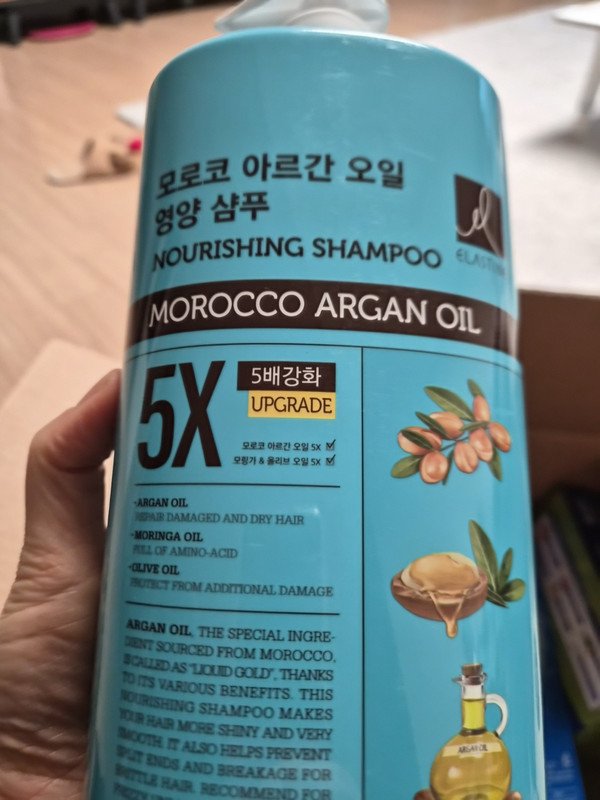 모로코 아르간 오일
영양 샴푸
NOURISHING SHAMPOO
MOROCCO ARGAN OIL
5X
5배강화
UPGRADE
모로코 아르간 오일 5X
모링가 & 올리브 오일 5X
•ARGAN OIL
REPAIR DAMAGED AND DRY HAIR
•MORINGA OIL
FULL OF AMINO-ACID
•OLIVE OIL
PROTECT FROM ADDITIONAL DAMAGE
ARGAN OIL, THE SPECIAL INGRE-
DIENT SOURCED FROM MOROCCO,
IS CALLED AS "LIQUID GOLD", THANKS
TO ITS VARIOUS BENEFITS. THIS
NOURISHING SHAMPOO MAKES
YOUR HAIR MORE SHINY AND VERY
SMOOTH. IT ALSO HELPS PREVENT
SPLIT ENDS AND BREAKAGE FOR
BRITTLE HAIR. RECOMMEND FOR
ARGAN OIL